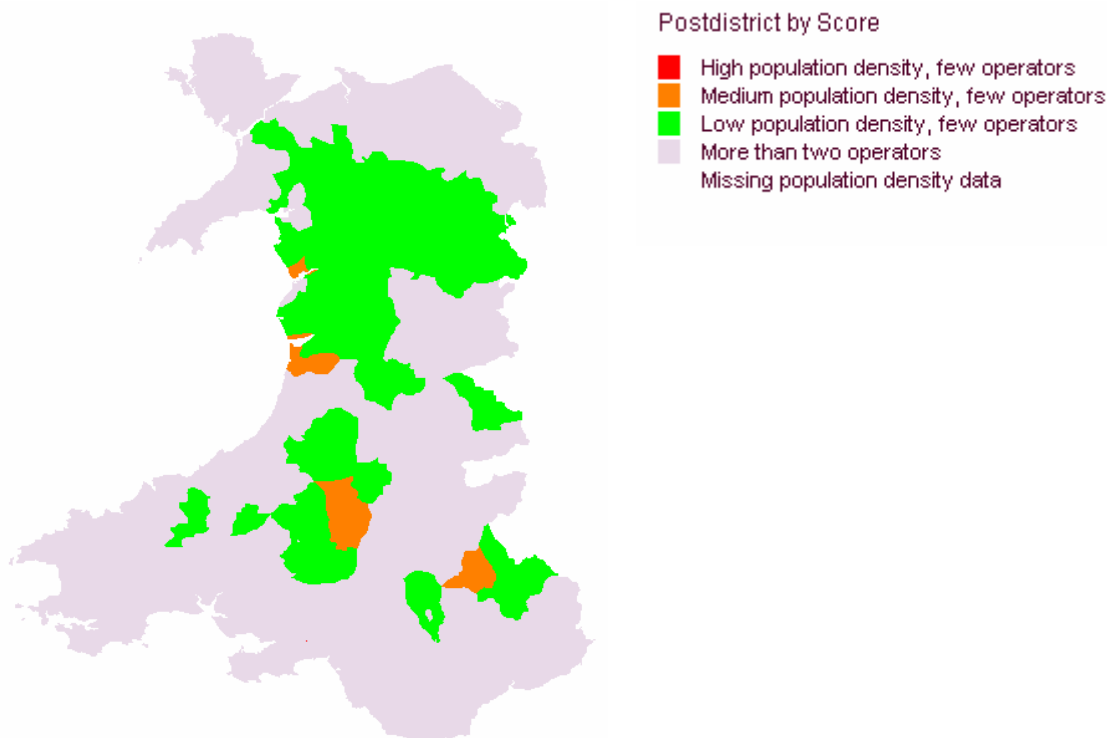 Postdistrict by Score
High population density, few operators
Medium population density, few operators
Low population density, few operators
More than two operators
Missing population density data